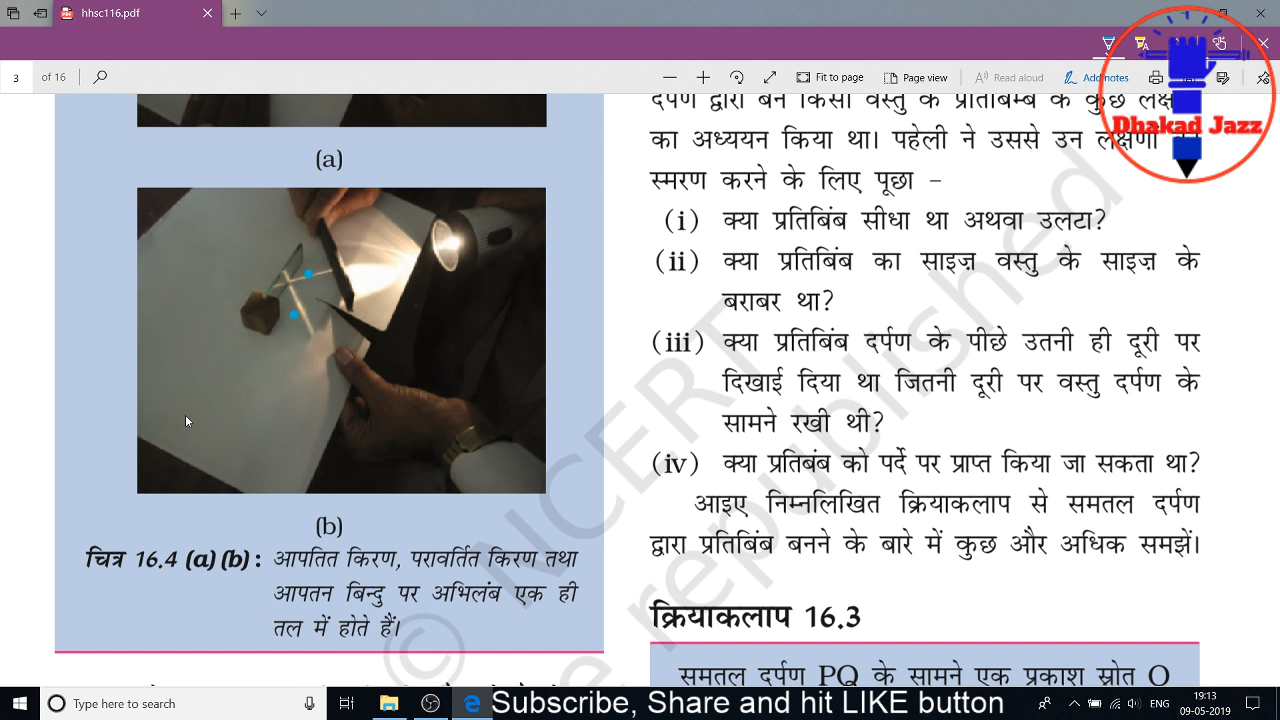 hhsc16.pdf
3 of 16
Fit to page
Page view
Read aloud
Add notes
Dhakad Jazz
(a)
(b)
चित्र 16.4 (a)(b): आपतित किरण, परावर्तित किरण तथा
आपतन बिन्दु पर अभिलंब एक ही
तल में होते हैं।
दर्पण द्वारा बने किसी वस्तु के प्रतिबिम्ब के कुछ
का अध्ययन किया था। पहेली ने उससे उन लक्षणों
स्मरण करने के लिए पूछा –
(i) क्या प्रतिबिंब सीधा था अथवा उलटा?
(ii) क्या प्रतिबिंब का साइज़ वस्तु के साइज़ के
बराबर था?
(iii) क्या प्रतिबिंब दर्पण के पीछे उतनी ही दूरी पर
दिखाई दिया था जितनी दूरी पर वस्तु दर्पण के
सामने रखी थी?
(iv) क्या प्रतिबंब को पर्दे पर प्राप्त किया जा सकता था?
आइए निम्नलिखित क्रियाकलाप से समतल दर्पण
द्वारा प्रतिबिंब बनने के बारे में कुछ और अधिक समझें।
क्रियाकलाप 16.3
समतल दर्पण PQ के सामने एक प्रकाश स्रोत O
© NCERT
be republished
Type here to search
Subscribe, Share and hit LIKE button
ENG
19:13
09-05-2019